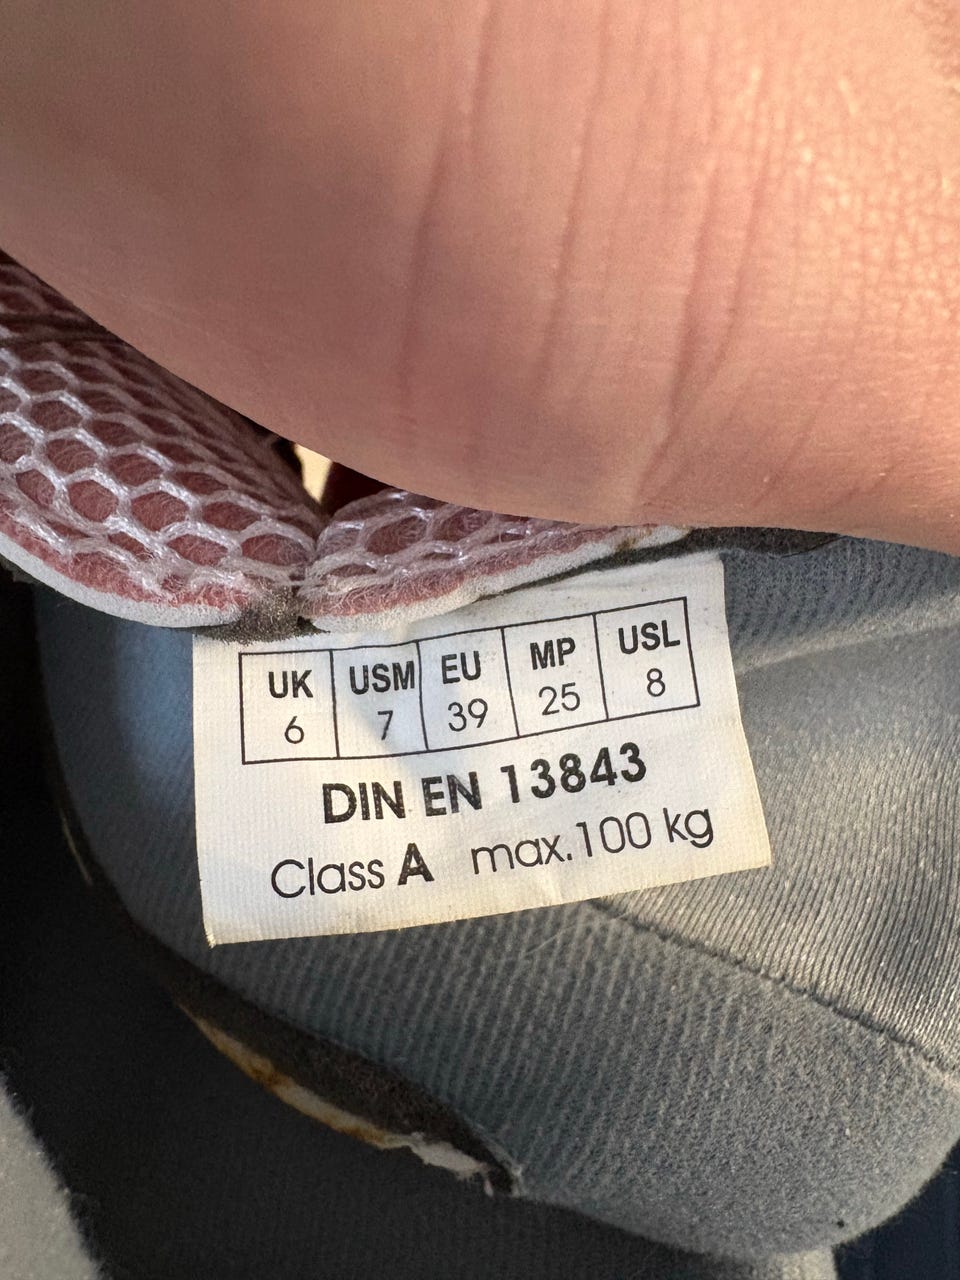 UK USM EU MP USL
6 7 39 25 8
DIN EN 13843
Class A max. 100 kg